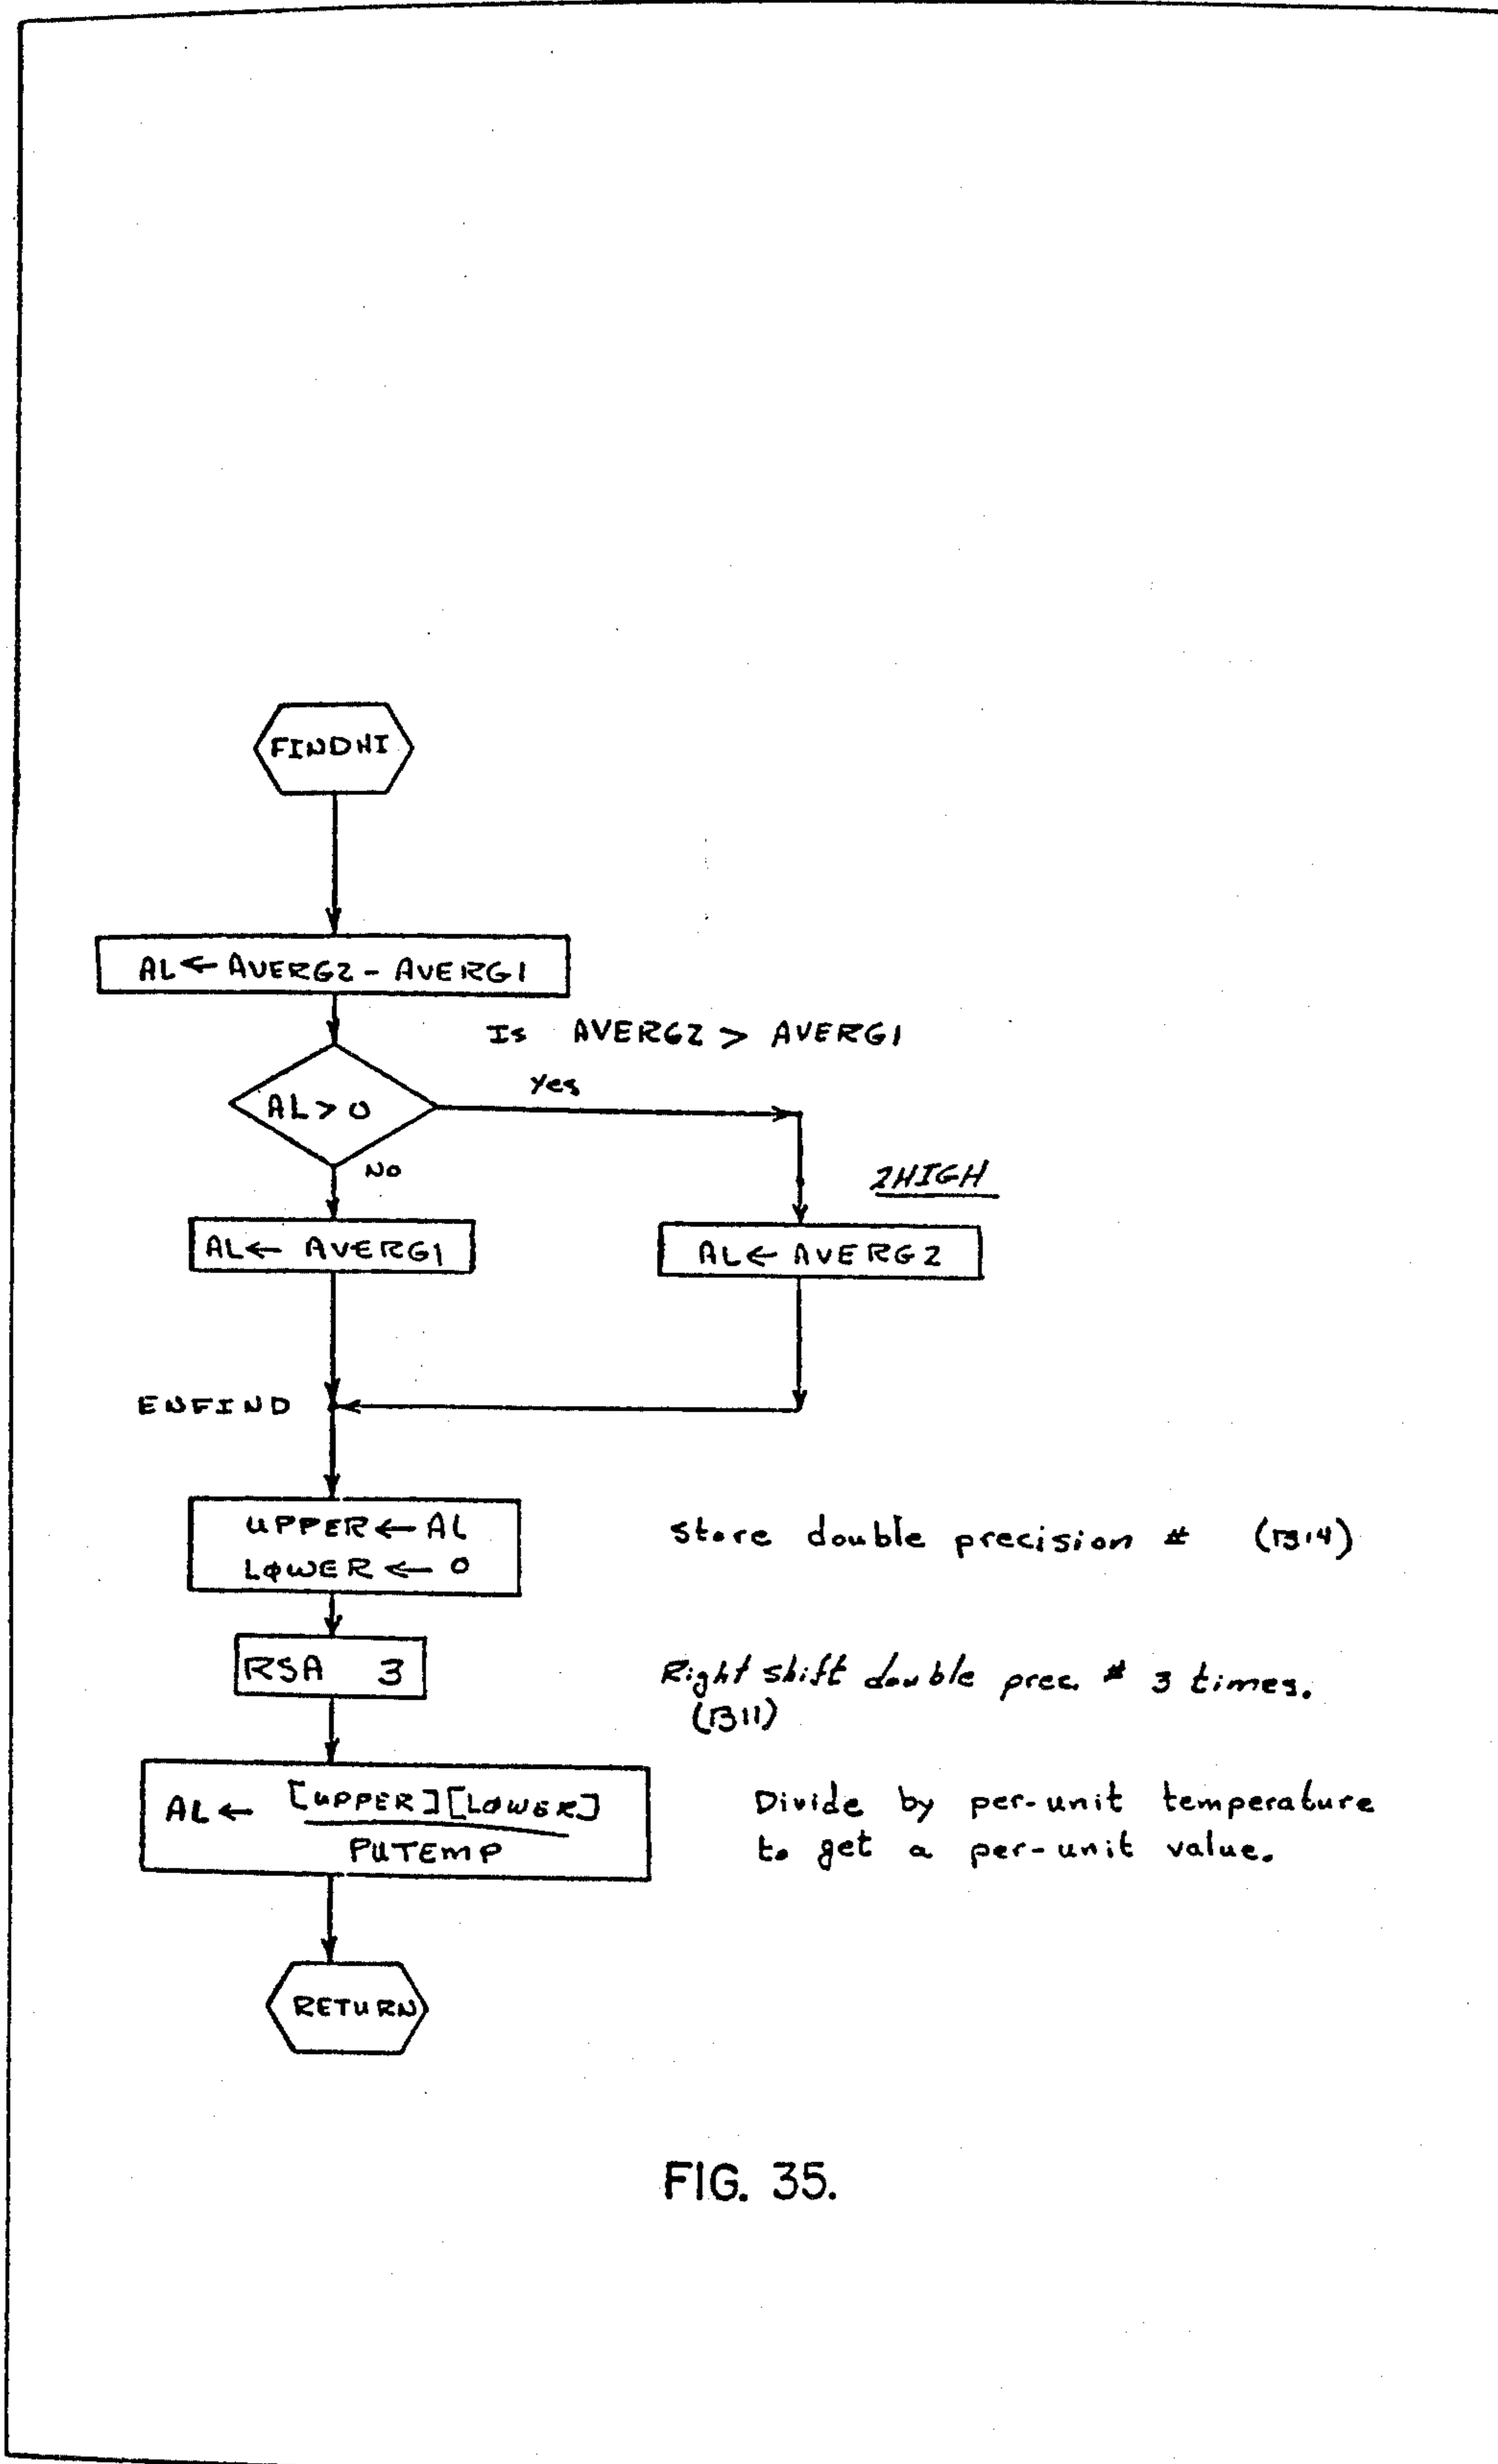 FINDHI
AL ← AVERG2 - AVERG1
Is AVERG2 > AVERG1
AL > 0
Yes
No
2HIGH
AL ← AVERG1
AL ← AVERG2
ENFIND
UPPER ← AL
LOWER ← 0
Store double precision # (B14)
RSA 3
Right shift double prec. # 3 times.
(B11)
AL ← [UPPER][LOWER]
PUTEMP
Divide by per-unit temperature
to get a per-unit value.
RETURN
FIG. 35.